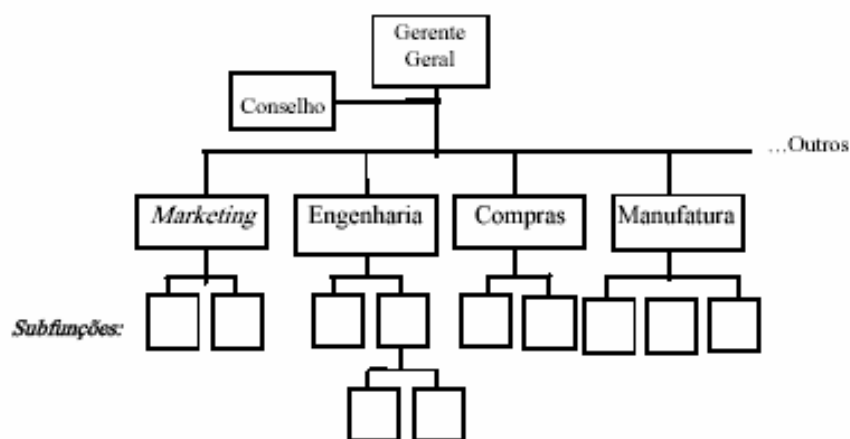 Gerente
Geral
Conselho
...Outros
Marketing
Engenharia
Compras
Manufatura
Subfunções: